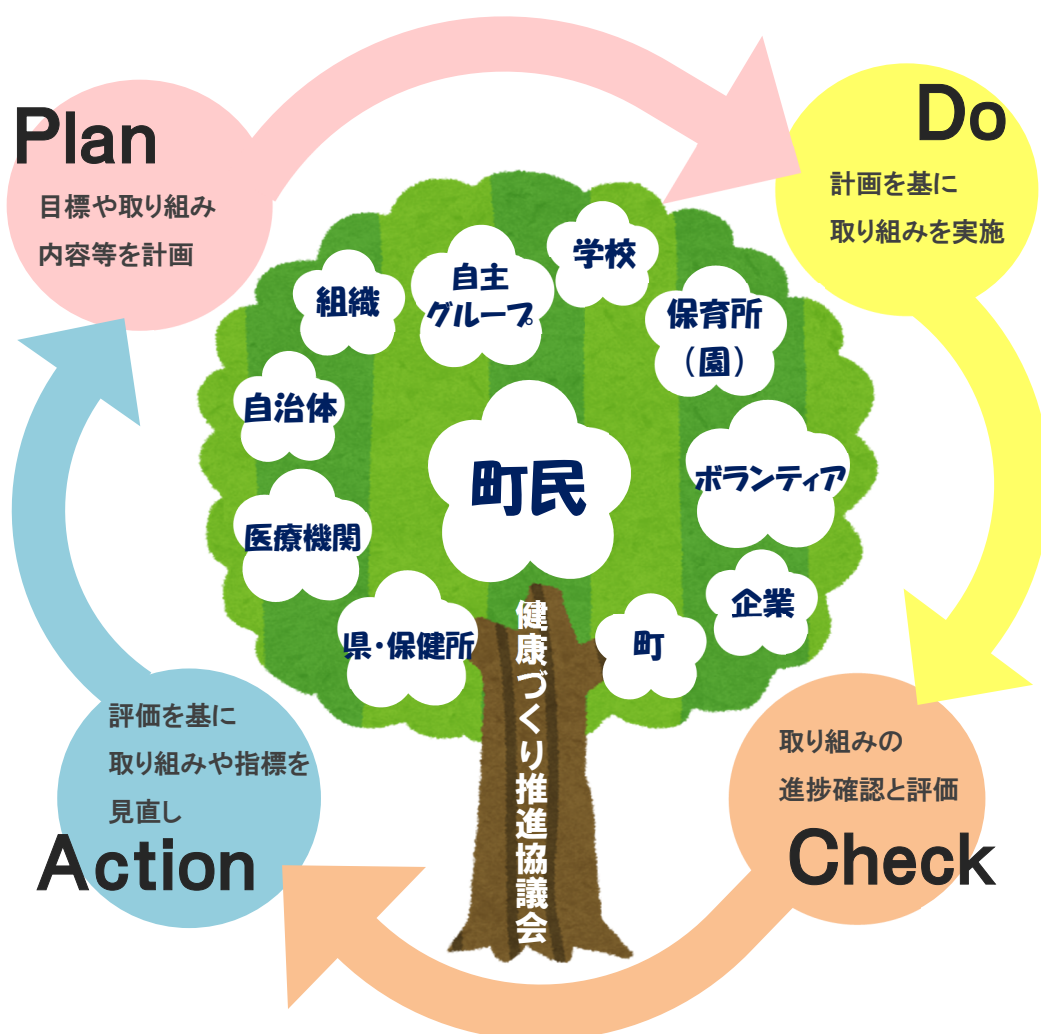 Plan
目標や取り組み
内容等を計画
Do
計画を基に
取り組みを実施
学校
自主
グループ
組織
保育所
（園）
自治体
町民
ボランティア
医療機関
企業
県・保健所
町
健康づくり推進協議会
評価を基に
取り組みや指標を
見直し
Action
取り組みの
進捗確認と評価
Check